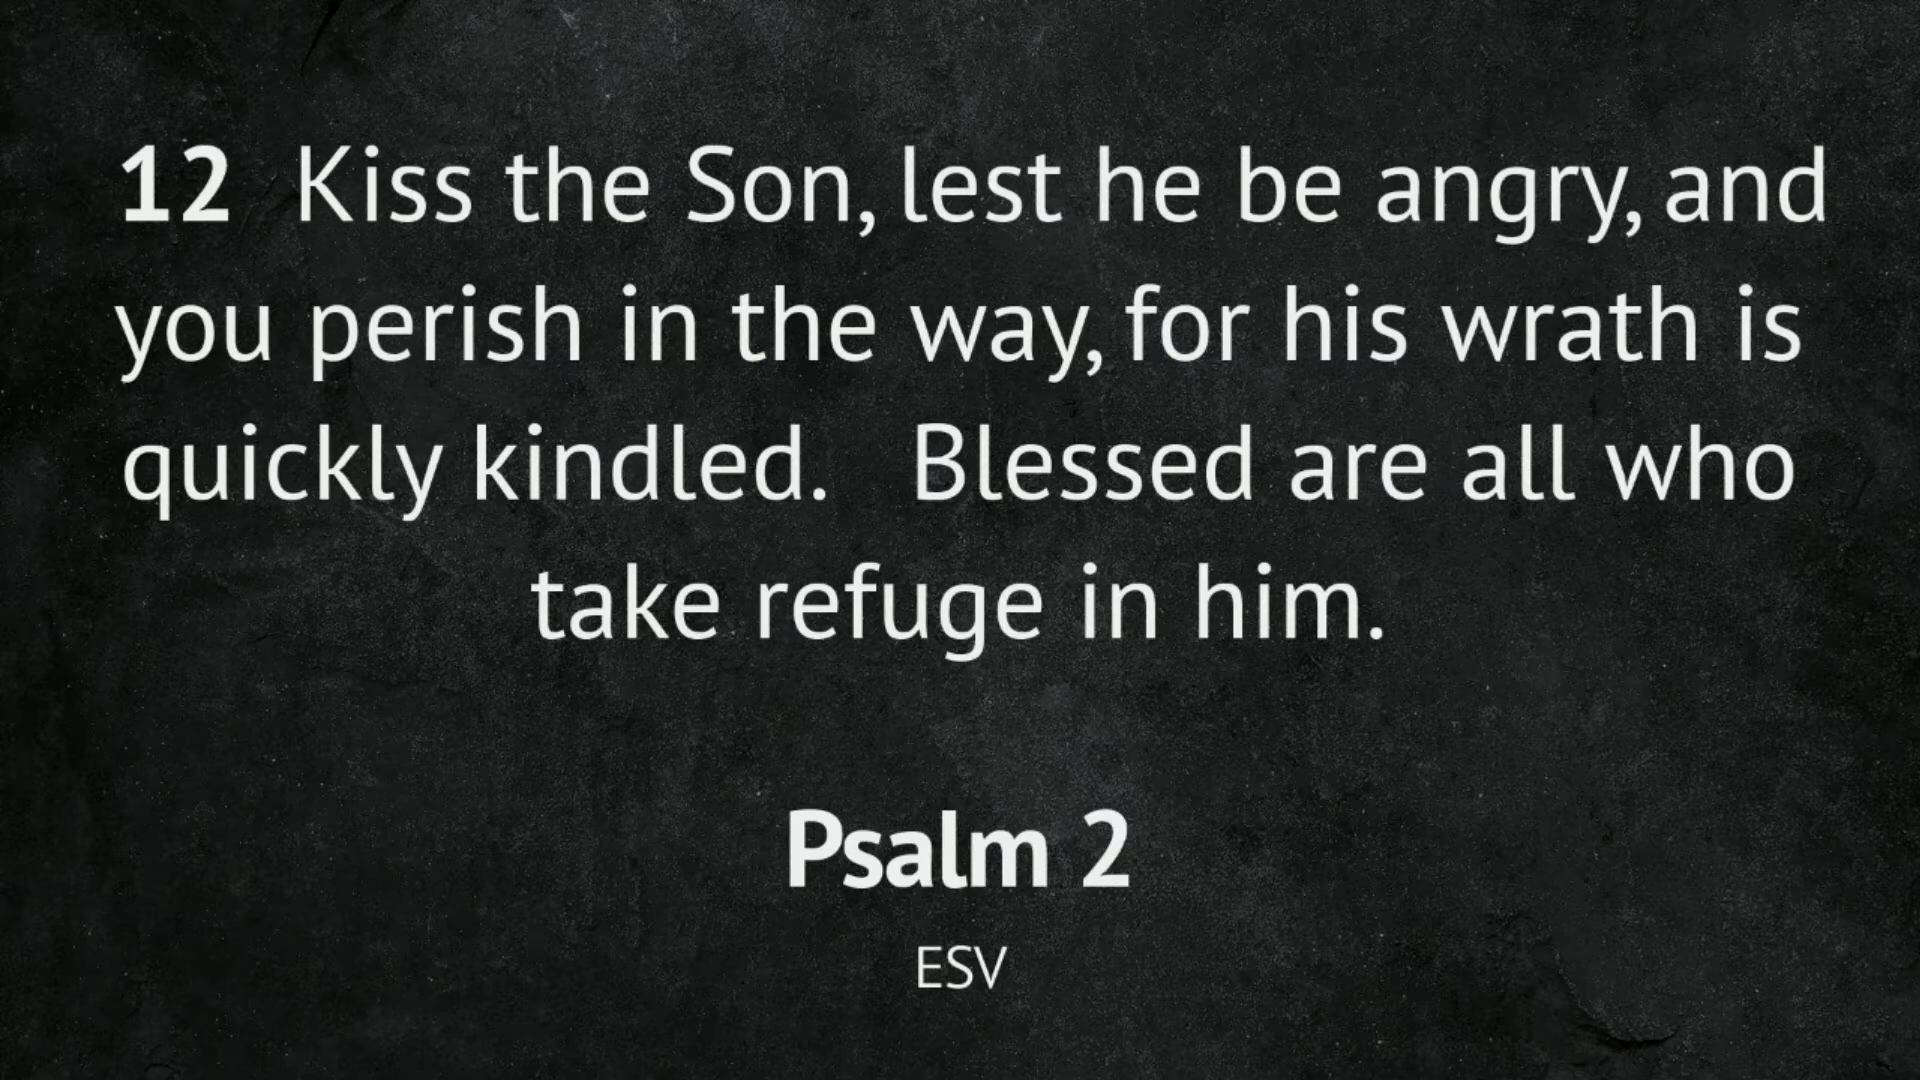 12 Kiss the Son, lest he be angry, and
you perish in the way, for his wrath is
quickly kindled. Blessed are all who
take refuge in him.
Psalm 2
ESV